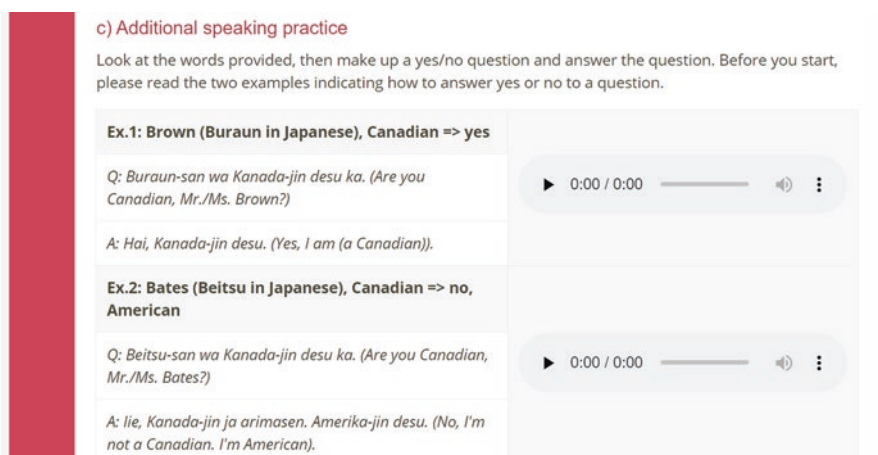 c) Additional speaking practice
Look at the words provided, then make up a yes/no question and answer the question. Before you start,
please read the two examples indicating how to answer yes or no to a question.
Ex.1: Brown (Buraun in Japanese), Canadian => yes
Q: Buraun-san wa Kanada-jin desu ka. (Are you
Canadian, Mr./Ms. Brown?)
0:00 / 0:00
A: Hai, Kanada-jin desu. (Yes, I am (a Canadian)).
Ex.2: Bates (Beitsu in Japanese), Canadian => no,
American
Q: Beitsu-san wa Kanada-jin desu ka. (Are you Canadian,
Mr./Ms. Bates?)
0:00 / 0:00
A: Iie, Kanada-jin ja arimasen. Amerika-jin desu. (No, I'm
not a Canadian. I'm American).